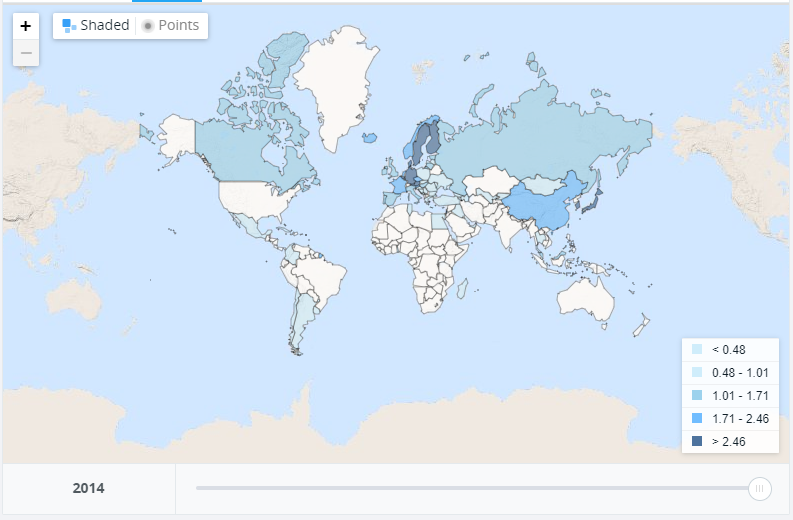 +
Shaded Points
−
< 0.48
0.48 - 1.01
1.01 - 1.71
1.71 - 2.46
> 2.46
2014